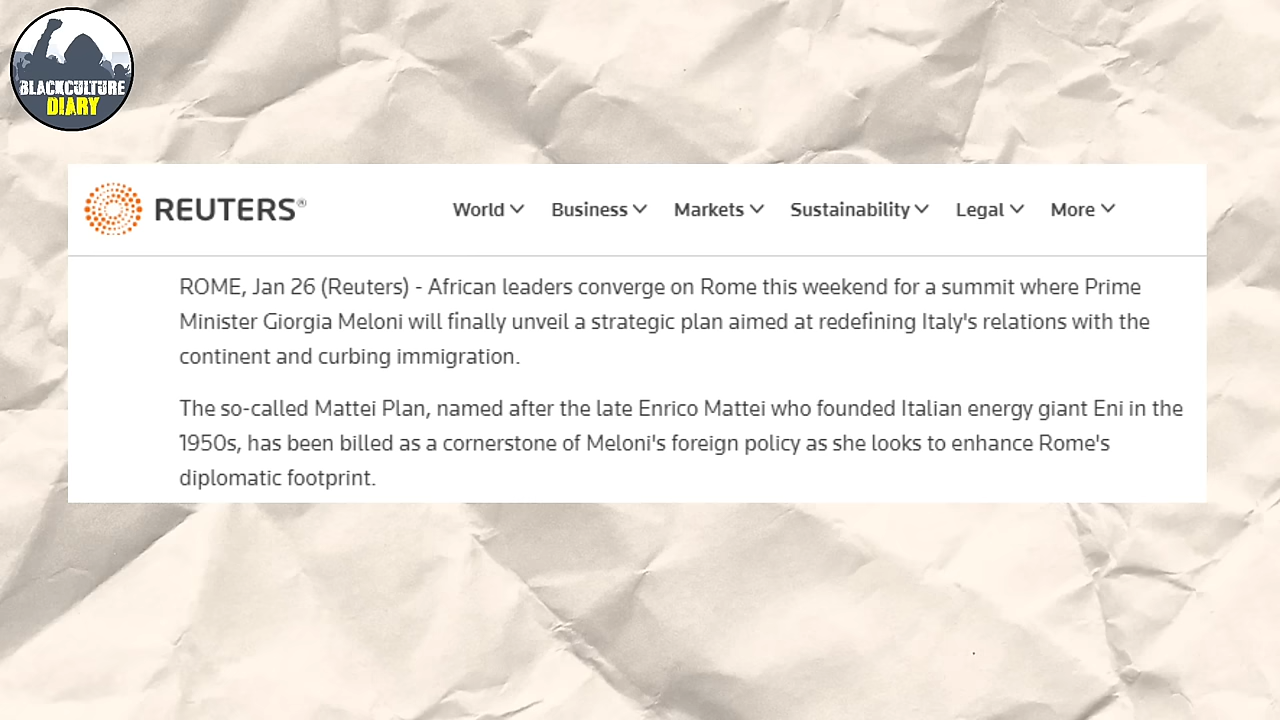 BLACKCULTURE
DIARY
REUTERS®
World Business Markets Sustainability Legal More
ROME, Jan 26 (Reuters) - African leaders converge on Rome this weekend for a summit where Prime
Minister Giorgia Meloni will finally unveil a strategic plan aimed at redefining Italy's relations with the
continent and curbing immigration.
The so-called Mattei Plan, named after the late Enrico Mattei who founded Italian energy giant Eni in the
1950s, has been billed as a cornerstone of Meloni's foreign policy as she looks to enhance Rome's
diplomatic footprint.